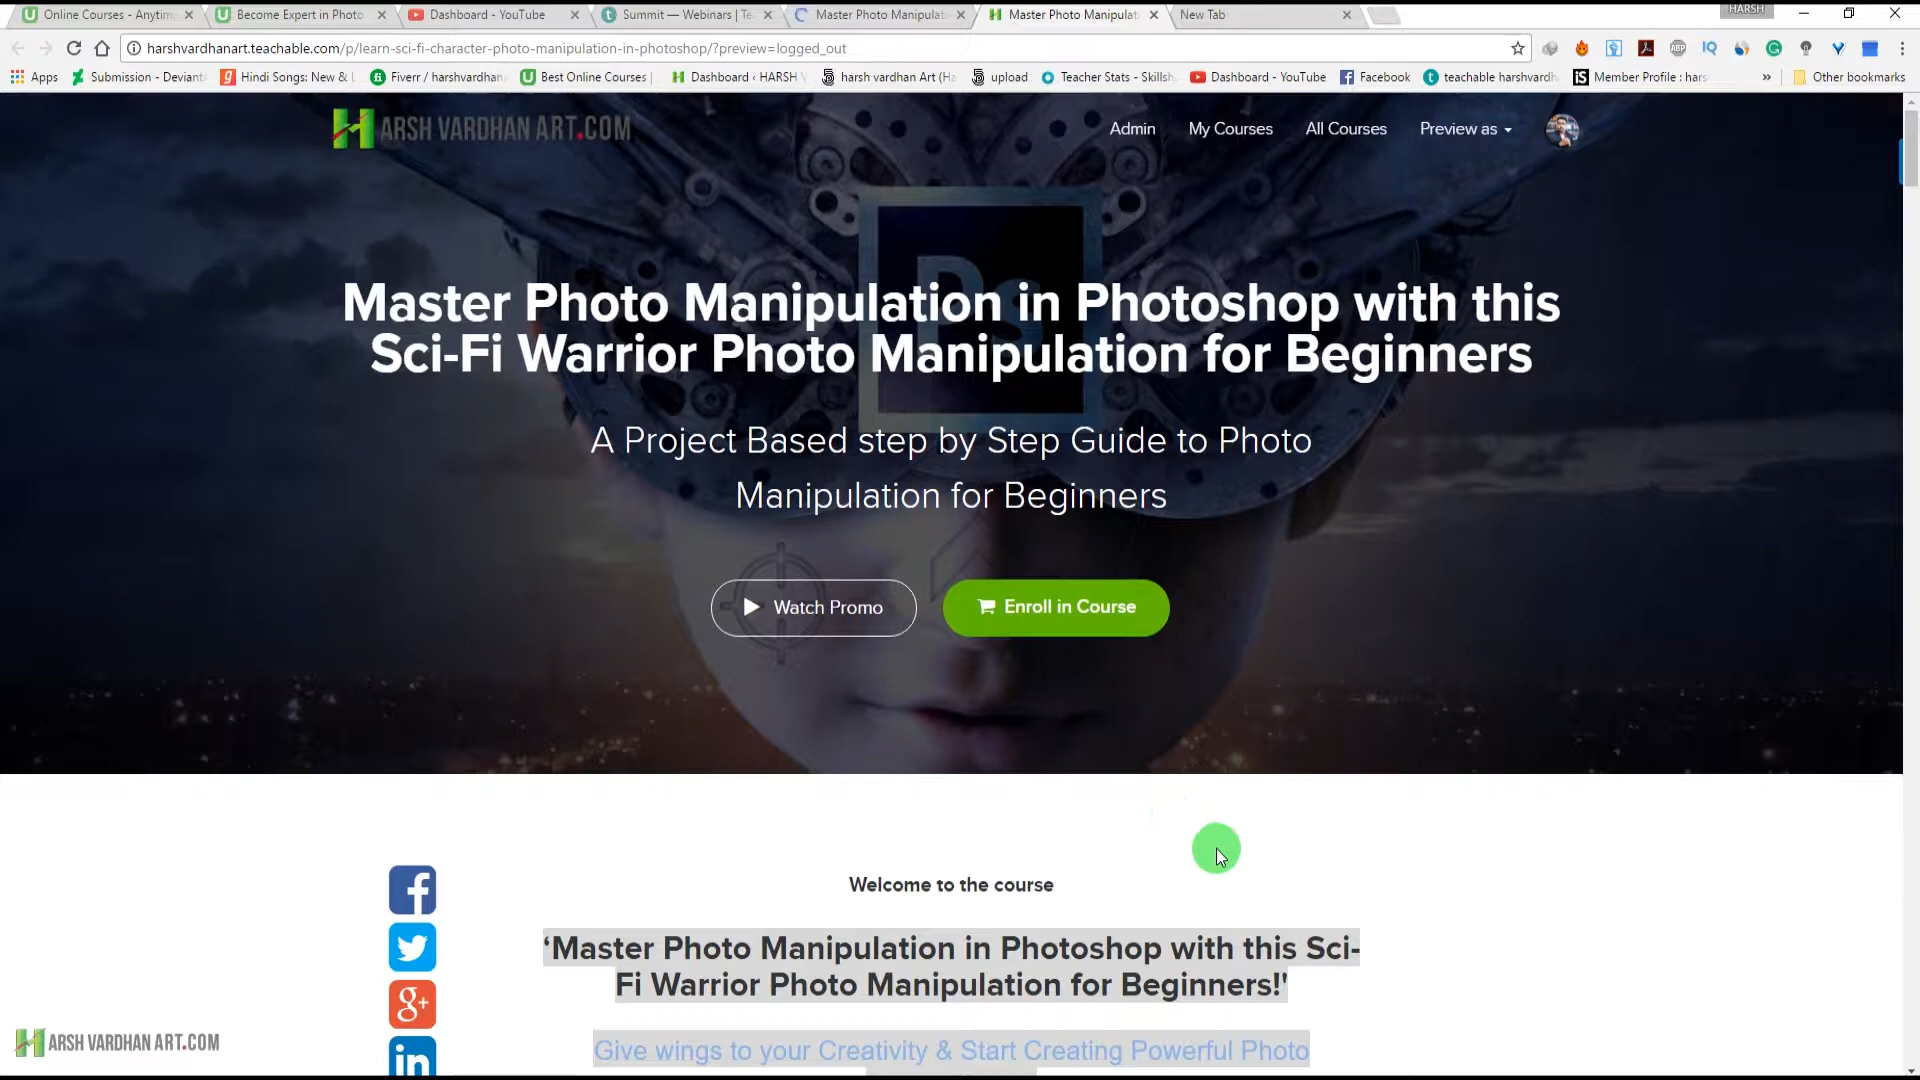 Online Courses - Anytim
Become Expert in Photo
Dashboard - YouTube
Summit — Webinars | Te
Master Photo Manipulat
Master Photo Manipulat
New Tab
HARSH
harshvardhanart.teachable.com/p/learn-sci-fi-character-photo-manipulation-in-photoshop/?preview=logged_out
Apps
Submission - Deviant
Hindi Songs: New & L
Fiverr / harshvardhan
Best Online Courses |
Dashboard ‹ HARSH V
harsh vardhan Art (Ha
upload
Teacher Stats - Skillsh
Dashboard - YouTube
Facebook
teachable harshvardh
Member Profile : hars
» Other bookmarks
HARSH VARDHAN ART.COM
Admin
My Courses
All Courses
Preview as
Ps
Master Photo Manipulation in Photoshop with this
Sci-Fi Warrior Photo Manipulation for Beginners
A Project Based step by Step Guide to Photo
Manipulation for Beginners
Watch Promo
Enroll in Course
Welcome to the course
‘Master Photo Manipulation in Photoshop with this Sci-
Fi Warrior Photo Manipulation for Beginners!'
Give wings to your Creativity & Start Creating Powerful Photo
HARSH VARDHAN ART.COM